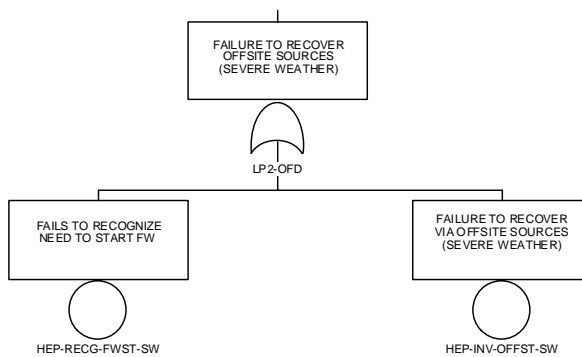 FAILURE TO RECOVER
OFFSITE SOURCES
(SEVERE WEATHER)
LP2-OFD
FAILS TO RECOGNIZE
NEED TO START FW
HEP-RECG-FWST-SW
FAILURE TO RECOVER
VIA OFFSITE SOURCES
(SEVERE WEATHER)
HEP-INV-OFFST-SW